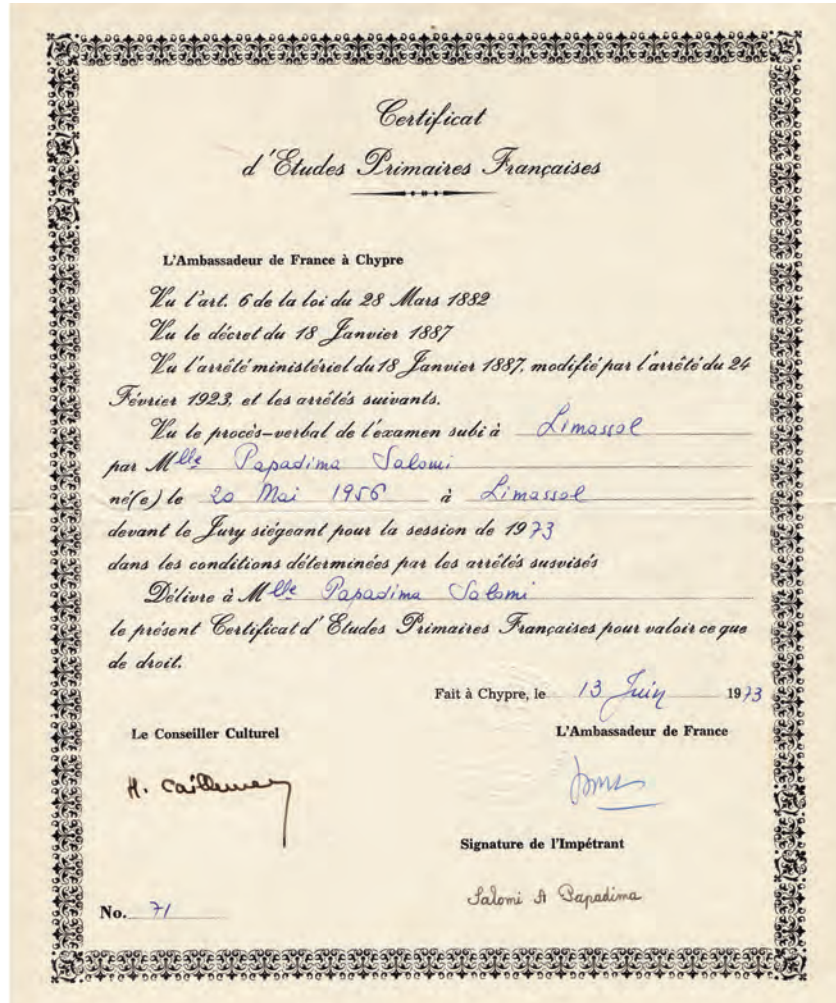 Certificat
d'Etudes Primaires Françaises
L'Ambassadeur de France à Chypre
Vu l'art. 6 de la loi du 28 Mars 1882
Vu le décret du 18 Janvier 1887
Vu l'arrêté ministériel du 18 Janvier 1887, modifié par l'arrêté du 24
Février 1923, et les arrêtés suivants.
Vu le procès-verbal de l'examen subi à Limassol
par Mlle Papadima Salomi
né(e) le 20 Mai 1956 à Limassol
devant le Jury siégeant pour la session de 1973
dans les conditions déterminées par les arrêtés susvisés
Délivre à Mlle Papadima Salomi
le présent Certificat d'Etudes Primaires Françaises pour valoir ce que
de droit.
Fait à Chypre, le 13 Juin 1973
Le Conseiller Culturel
L'Ambassadeur de France
H.
Signature de l'Impétrant
Salomi A Papadima
No. 71